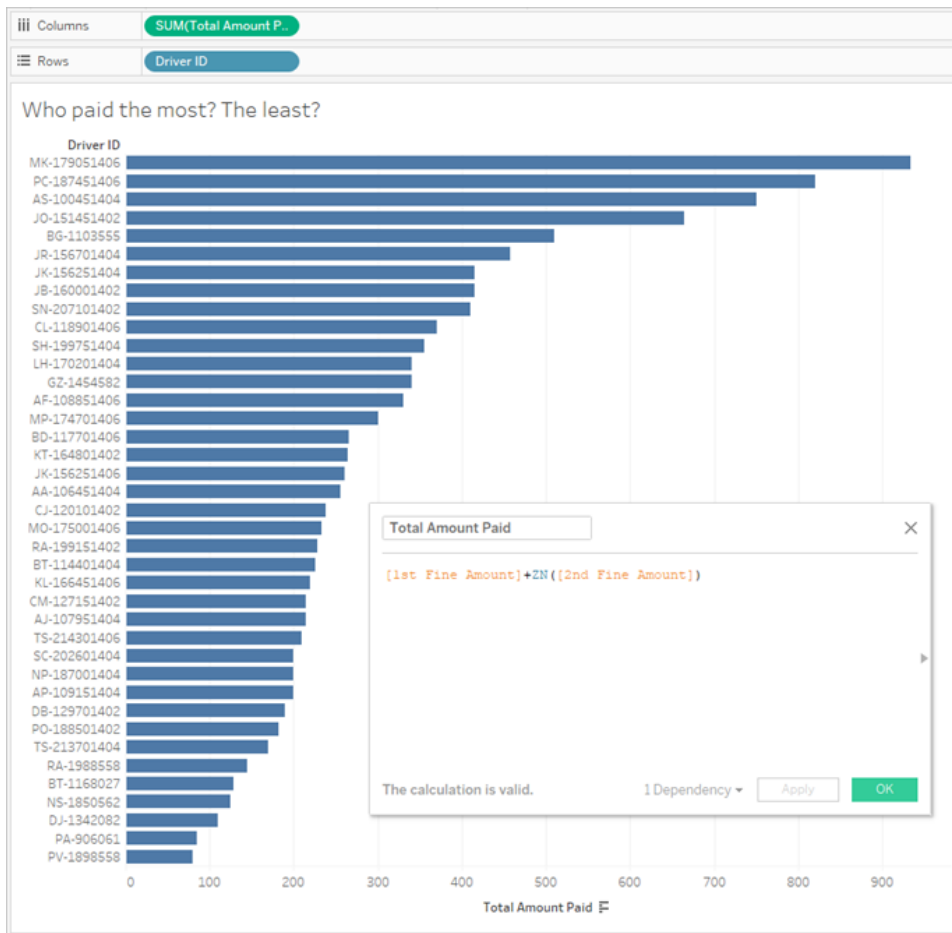 Columns
SUM(Total Amount P..
Rows
Driver ID
Who paid the most? The least?
Driver ID
MK-179051406
PC-187451406
AS-100451404
JO-151451402
BG-1103555
JR-156701404
JK-156251404
JB-160001402
SN-207101402
CL-118901406
SH-199751404
LH-170201404
GZ-1454582
AF-108851406
MP-174701406
BD-117701406
KT-164801402
JK-156251406
AA-106451404
CJ-120101402
MO-175001406
RA-199151402
BT-114401404
KL-166451406
CM-127151402
AJ-107951404
TS-214301406
SC-202601404
NP-187001404
AP-109151404
DB-129701402
PO-188501402
TS-213701404
RA-1988558
BT-1168027
NS-1850562
DJ-1342082
PA-906061
PV-1898558
0 100 200 300 400 500 600 700 800 900
Total Amount Paid
Total Amount Paid
[1st Fine Amount]+ZN([2nd Fine Amount])
The calculation is valid.
1 Dependency
Apply
OK